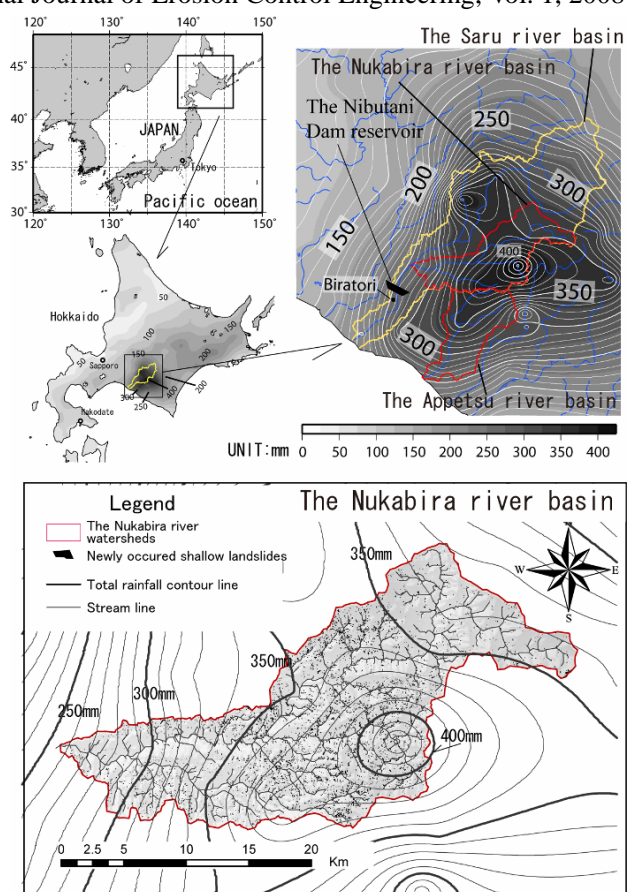 nal Journal of Erosion Control Engineering, Vol. 1, 2008
130° 135° 140° 145° 150°
45°
40°
35°
30°
JAPAN
Tokyo
Pacific ocean
130° 135° 140° 145° 150°
The Saru river basin
The Nukabira river basin
The Nibutani
Dam reservoir
250
200
300
150
400
350
Biratori
300
The Appetsu river basin
Hokkaido
50
100
150
150
200
50
Sapporo
300
250
400
200
Hakodate
UNIT:mm
0 50 100 150 200 250 300 350 400
Legend
The Nukabira river
watersheds
Newly occured shallow landslides
Total rainfall contour line
Stream line
The Nukabira river basin
W E
S
350mm
350mm
300mm
250mm
400mm
0 2.5 5 10 15 20
Km